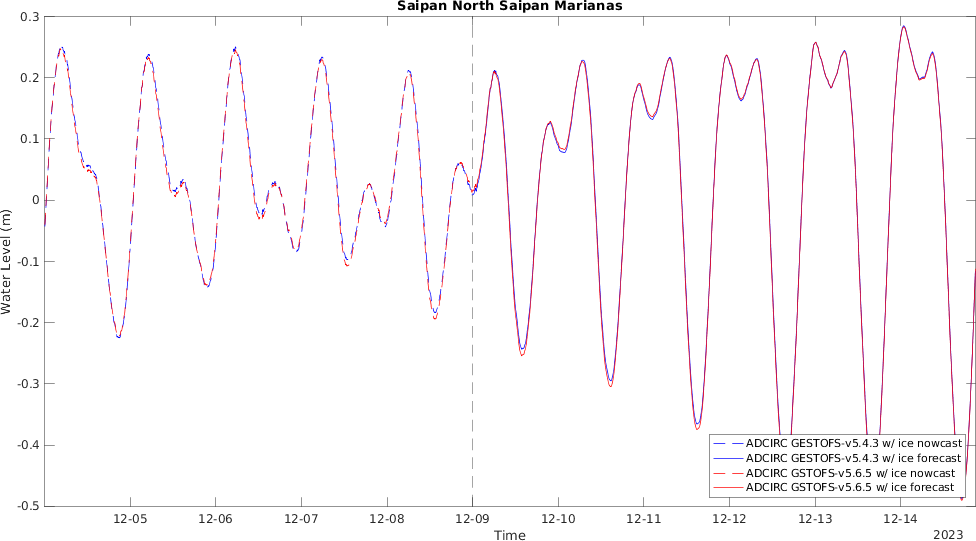 Saipan North Saipan Marianas
0.3
0.2
0.1
0
-0.1
-0.2
-0.3
-0.4
-0.5
Water Level (m)
ADCIRC GESTOFS-v5.4.3 w/ ice nowcast
ADCIRC GESTOFS-v5.4.3 w/ ice forecast
ADCIRC GSTOFS-v5.6.5 w/ ice nowcast
ADCIRC GSTOFS-v5.6.5 w/ ice forecast
12-05 12-06 12-07 12-08 12-09 12-10 12-11 12-12 12-13 12-14
Time
2023